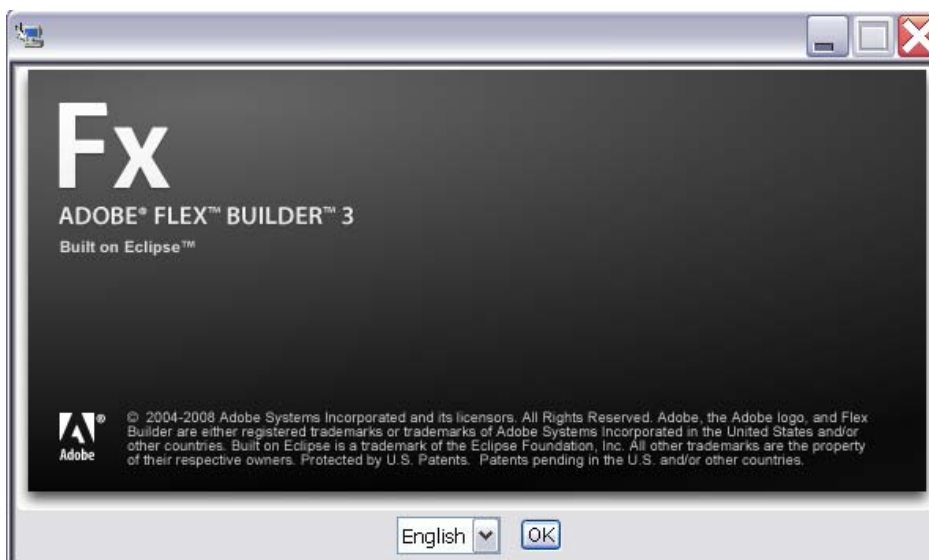 Fx
ADOBE® FLEX™ BUILDER™ 3
Built on Eclipse™
Adobe
© 2004-2008 Adobe Systems Incorporated and its licensors. All Rights Reserved. Adobe, the Adobe logo, and Flex
Builder are either registered trademarks or trademarks of Adobe Systems Incorporated in the United States and/or
other countries. Built on Eclipse is a trademark of the Eclipse Foundation, Inc. All other trademarks are the property
of their respective owners. Protected by U.S. Patents. Patents pending in the U.S. and/or other countries.
English
OK